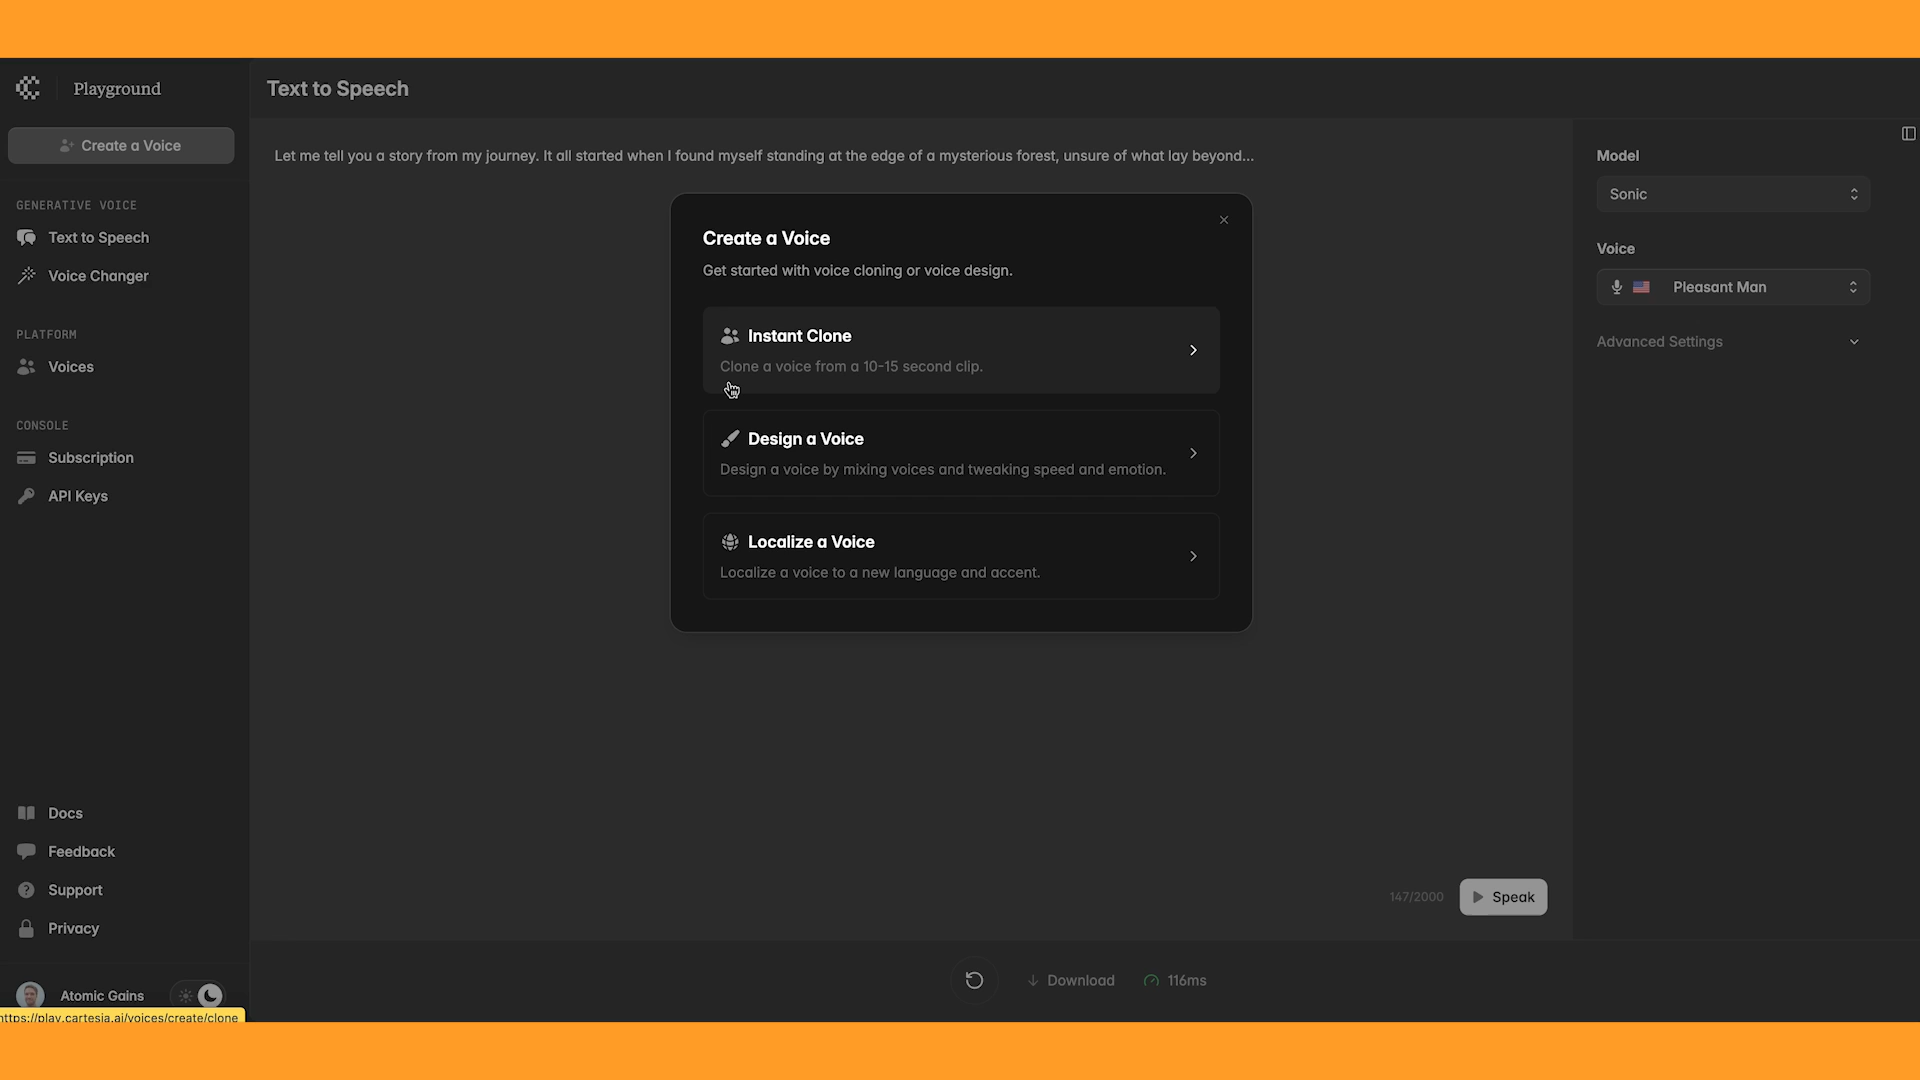 Playground
Create a Voice
GENERATIVE VOICE
Text to Speech
Voice Changer
PLATFORM
Voices
CONSOLE
Subscription
API Keys
Docs
Feedback
Support
Privacy
Atomic Gains
https://play.cartesia.ai/voices/create/clone
Text to Speech
Let me tell you a story from my journey. It all started when I found myself standing at the edge of a mysterious forest, unsure of what lay beyond...
Create a Voice
Get started with voice cloning or voice design.
Instant Clone
Clone a voice from a 10-15 second clip.
Design a Voice
Design a voice by mixing voices and tweaking speed and emotion.
Localize a Voice
Localize a voice to a new language and accent.
147/2000
Speak
Download
116ms
Model
Sonic
Voice
Pleasant Man
Advanced Settings